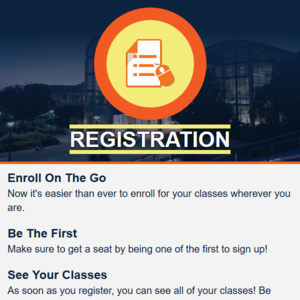 REGISTRATION
Enroll On The Go
Now it's easier than ever to enroll for your classes wherever you
are.
Be The First
Make sure to get a seat by being one of the first to sign up!
See Your Classes
As soon as you register, you can see all of your classes! Be